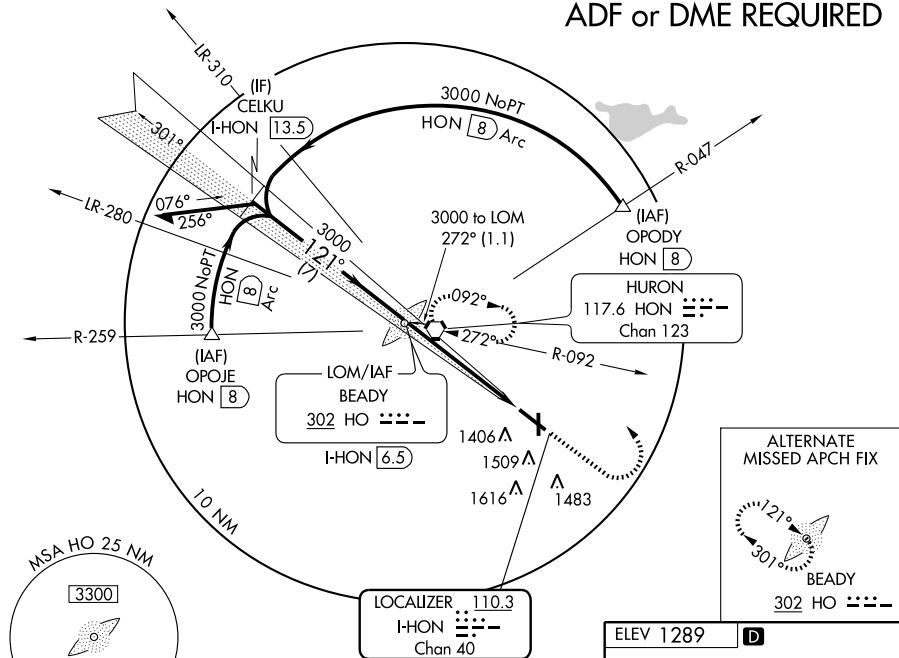 ADF or DME REQUIRED
LR-310
(IF)
CELKU
I-HON 13.5
3000 NoPT
HON 8 Arc
R-047
301°
LR-280
076°
256°
3000
121°
(7)
3000 to LOM
272° (1.1)
(IAF)
OPODY
HON 8
3000 NoPT
HON 8 Arc
HURON
117.6 HON
Chan 123
092°
272°
R-092
R-259
(IAF)
OPOJE
HON 8
LOM/IAF
BEADY
302 HO
I-HON 6.5
1406
1509
1616
1483
10 NM
ALTERNATE
MISSED APCH FIX
121°
301°
BEADY
302 HO
MSA HO 25 NM
3300
LOCALIZER 110.3
I-HON
Chan 40
ELEV 1289 D